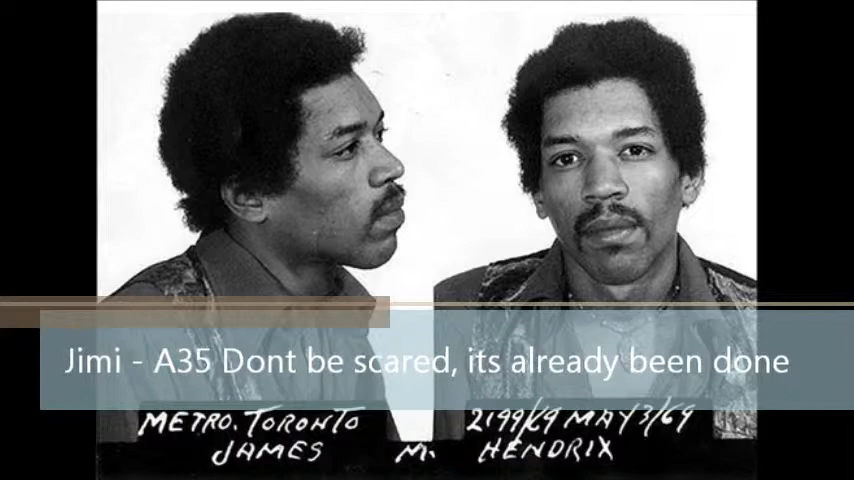 Jimi - A35 Dont be scared, its already been done
METRO. TORONTO 2199/69 MAY/3/69
JAMES M. HENDRIX